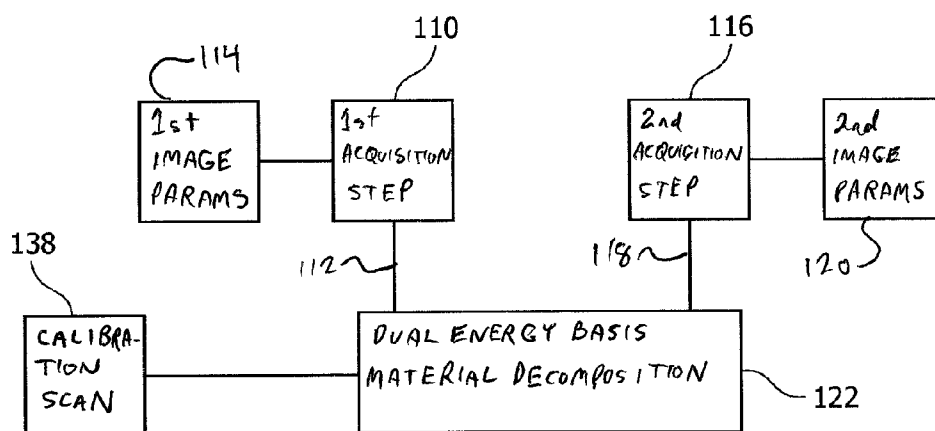 110
116
114
1st
IMAGE
PARAMS
1st
ACQUISITION
STEP
2nd
ACQUISITION
STEP
2nd
IMAGE
PARAMS
138
112
118
120
CALIBRA-
TION
SCAN
DUAL ENERGY BASIS
MATERIAL DECOMPOSITION
122